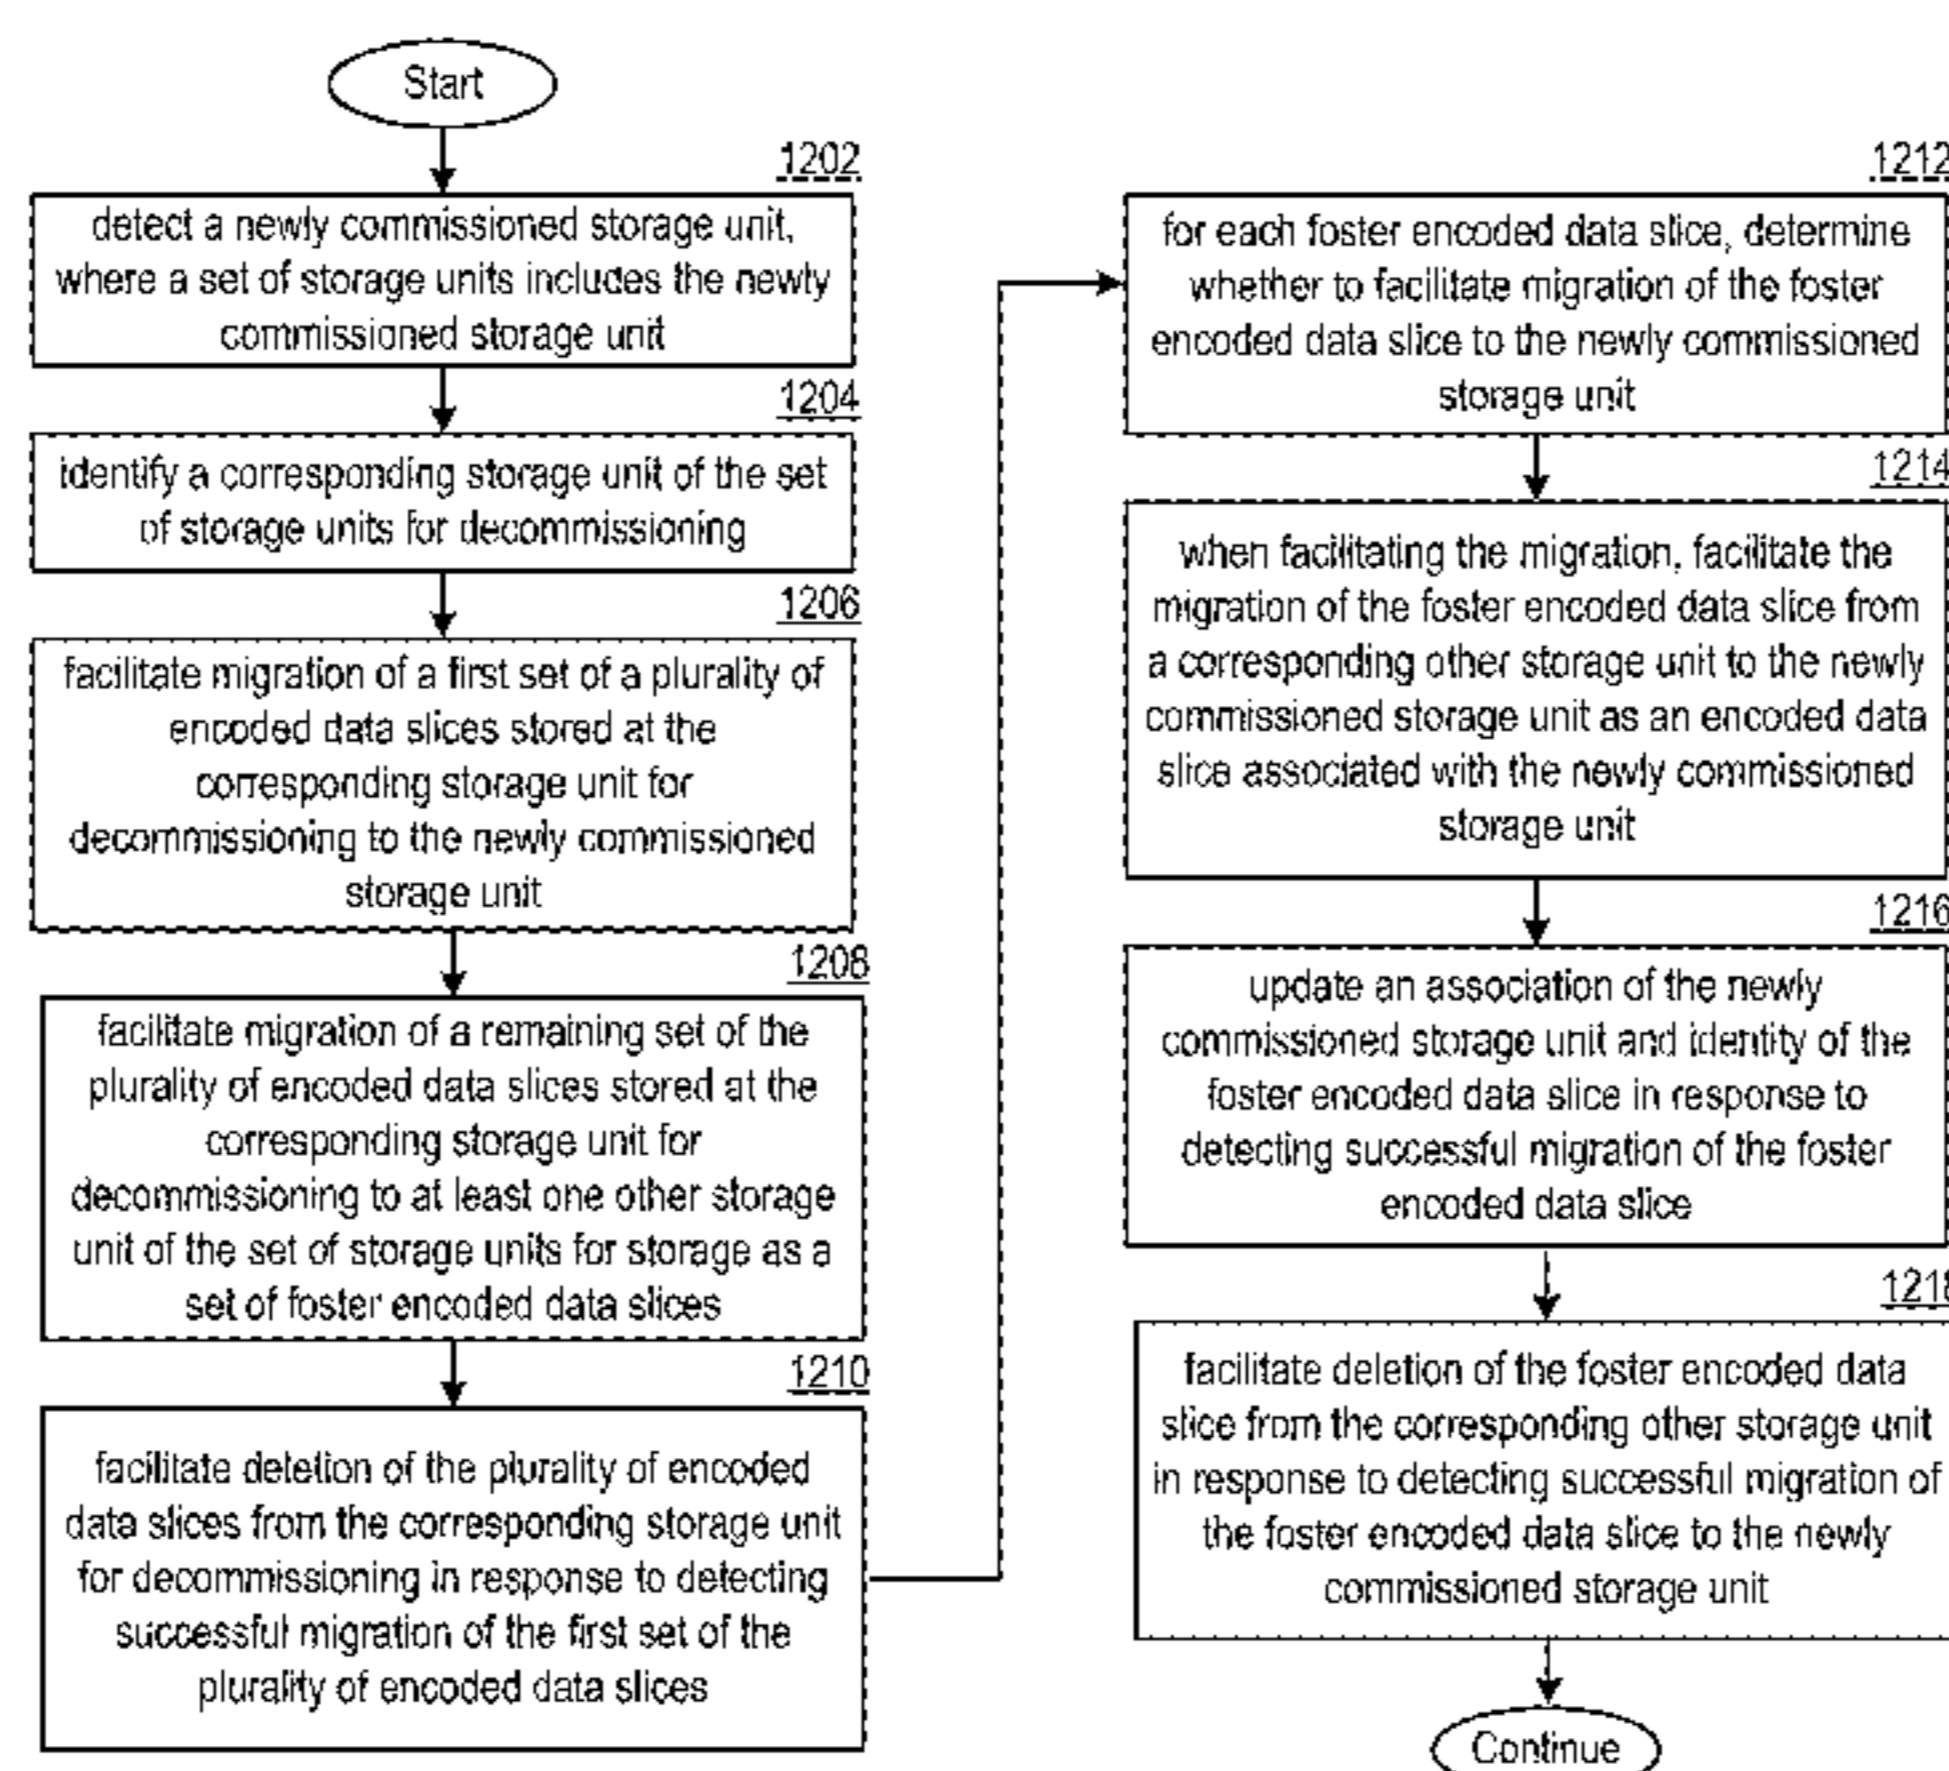 Start
1202
detect a newly commissioned storage unit,
where a set of storage units includes the newly
commissioned storage unit
1204
identify a corresponding storage unit of the set
of storage units for decommissioning
1206
facilitate migration of a first set of a plurality of
encoded data slices stored at the
corresponding storage unit for
decommissioning to the newly commissioned
storage unit
1208
facilitate migration of a remaining set of the
plurality of encoded data slices stored at the
corresponding storage unit for
decommissioning to at least one other storage
unit of the set of storage units for storage as a
set of foster encoded data slices
1210
facilitate deletion of the plurality of encoded
data slices from the corresponding storage unit
for decommissioning in response to detecting
successful migration of the first set of the
plurality of encoded data slices
1212
for each foster encoded data slice, determine
whether to facilitate migration of the foster
encoded data slice to the newly commissioned
storage unit
1214
when facilitating the migration, facilitate the
migration of the foster encoded data slice from
a corresponding other storage unit to the newly
commissioned storage unit as an encoded data
slice associated with the newly commissioned
storage unit
1216
update an association of the newly
commissioned storage unit and identity of the
foster encoded data slice in response to
detecting successful migration of the foster
encoded data slice
1218
facilitate deletion of the foster encoded data
slice from the corresponding other storage unit
in response to detecting successful migration of
the foster encoded data slice to the newly
commissioned storage unit
Continue